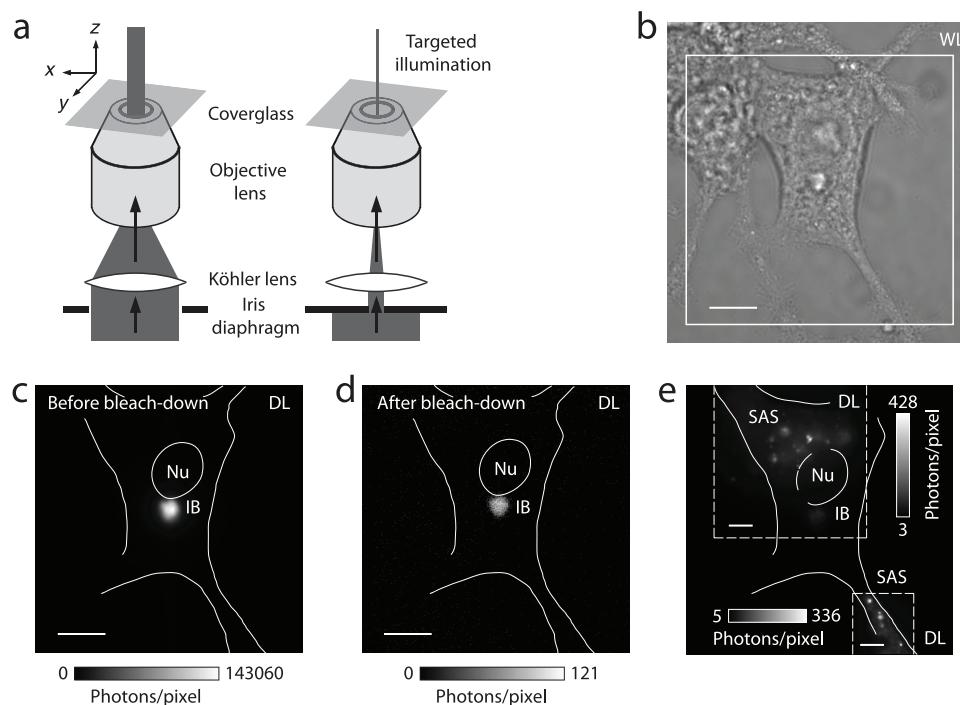 a
z
x
y
Targeted
illumination
Coverglass
Objective
lens
Köhler lens
Iris
diaphragm
b
WL
c
Before bleach-down
DL
Nu
IB
0
143060
Photons/pixel
d
After bleach-down
DL
Nu
IB
0
121
Photons/pixel
e
SAS
DL
428
Photons/pixel
3
Nu
IB
SAS
5
336
Photons/pixel
DL